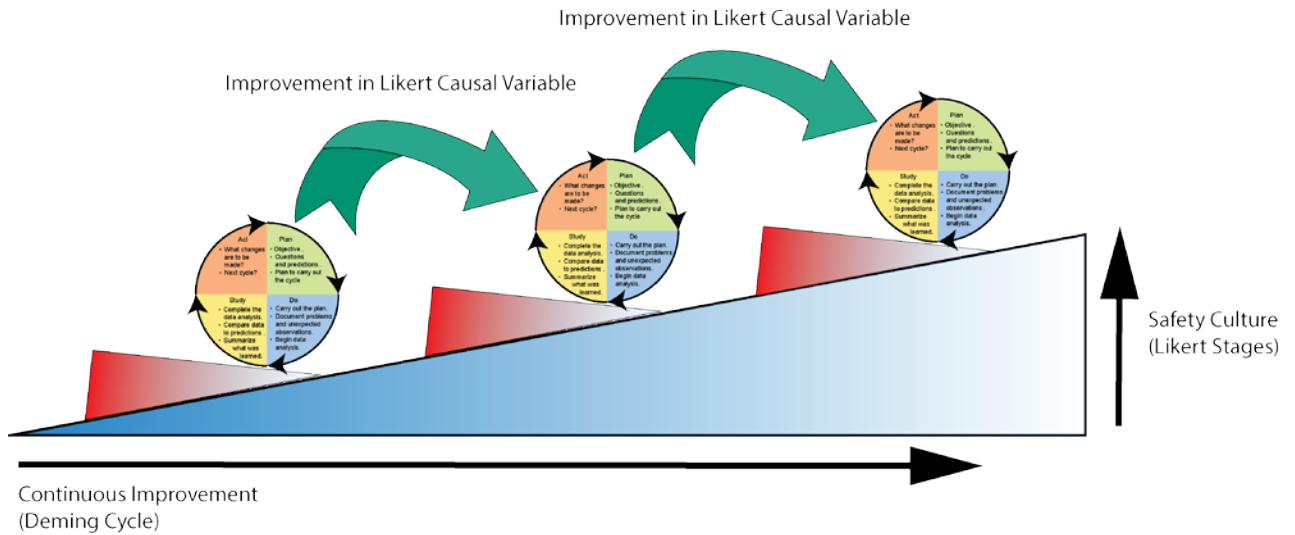 Improvement in Likert Causal Variable
Improvement in Likert Causal Variable
Act
• What changes
are to be
made?
• Next cycle?
Plan
• Objective .
• Questions
and predictions .
• Plan to carry out
the cycle
Study
• Complete the
data analysis.
• Compare data
to predictions .
• Summarize
what was
learned.
Do
• Carry out the plan.
• Document problems
and unexpected
observations.
• Begin data
analysis.
Act
• What changes
are to be
made?
• Next cycle?
Plan
• Objective .
• Questions
and predictions.
• Plan to carry out
the cycle
Study
• Complete the
data analysis.
• Compare data
to predictions .
• Summarize
what was learned.
Do
• Carry out the plan.
• Document problems
and unexpected
observations.
• Begin data
analysis.
Act
• What changes
are to be
made?
• Next cycle?
Plan
• Objective .
• Questions
and predictions .
• Plan to carry out
the cycle
Study
• Complete the
data analysis.
• Compare data
to predictions .
• Summarize
what was learned.
Do
• Carry out the plan.
• Document problems
and unexpected
observations.
• Begin data
analysis.
Safety Culture
(Likert Stages)
Continuous Improvement
(Deming Cycle)